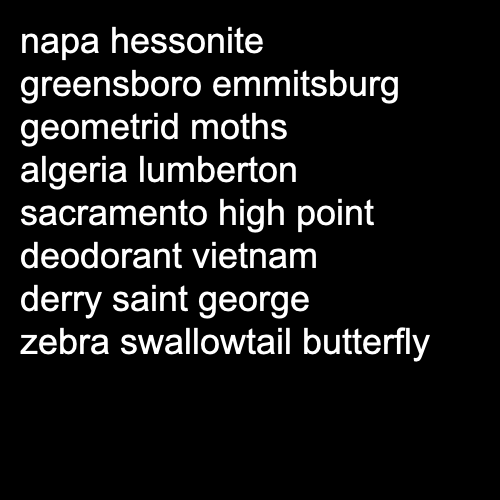 napa hessonite
greensboro emmitsburg
geometrid moths
algeria lumberton
sacramento high point
deodorant vietnam
derry saint george
zebra swallowtail butterfly